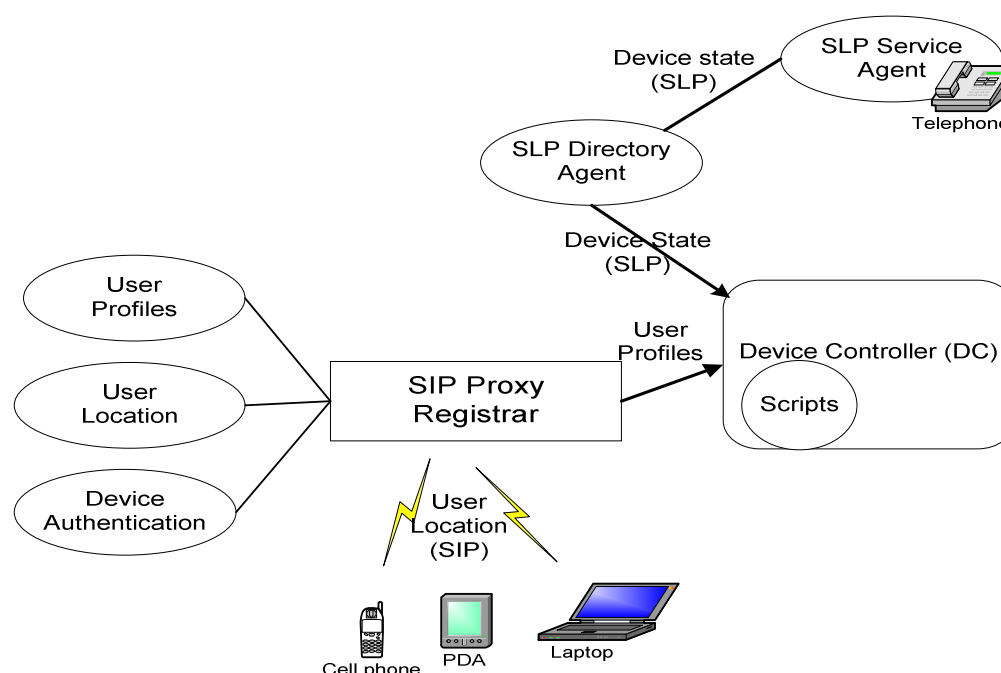 Device state
(SLP)
SLP Service
Agent
Telephone
SLP Directory
Agent
Device State
(SLP)
User
Profiles
User
Location
Device
Authentication
SIP Proxy
Registrar
User
Profiles
Device Controller (DC)
Scripts
User
Location
(SIP)
Cell phone
PDA
Laptop